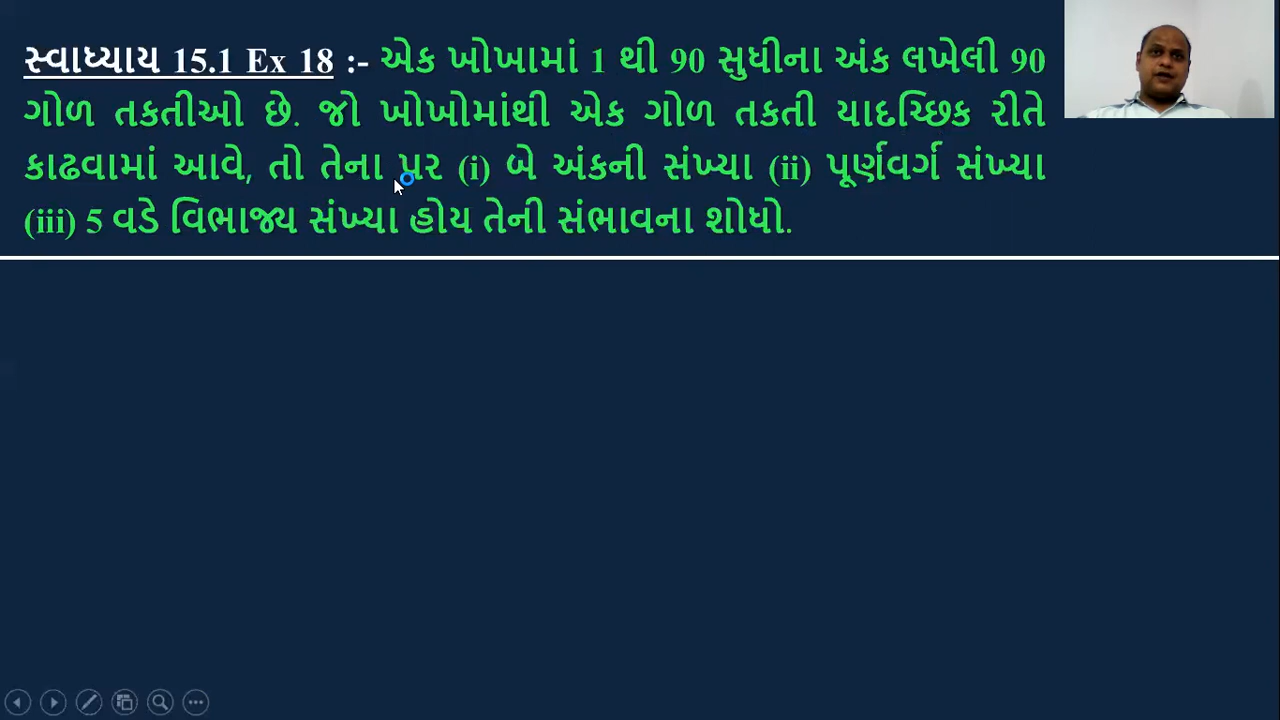 સ્વાધ્યાય 15.1 Ex 18 :- એક ખોખામાં 1 થી 90 સુધીના અંક લખેલી 90
ગોળ તકતીઓ છે. જો ખોખોમાંથી એક ગોળ તકતી યાદચ્છિક રીતે
કાઢવામાં આવે, તો તેના પર (i) બે અંકની સંખ્યા (ii) પૂર્ણવર્ગ સંખ્યા
(iii) 5 વડે વિભાજ્ય સંખ્યા હોય તેની સંભાવના શોધો.